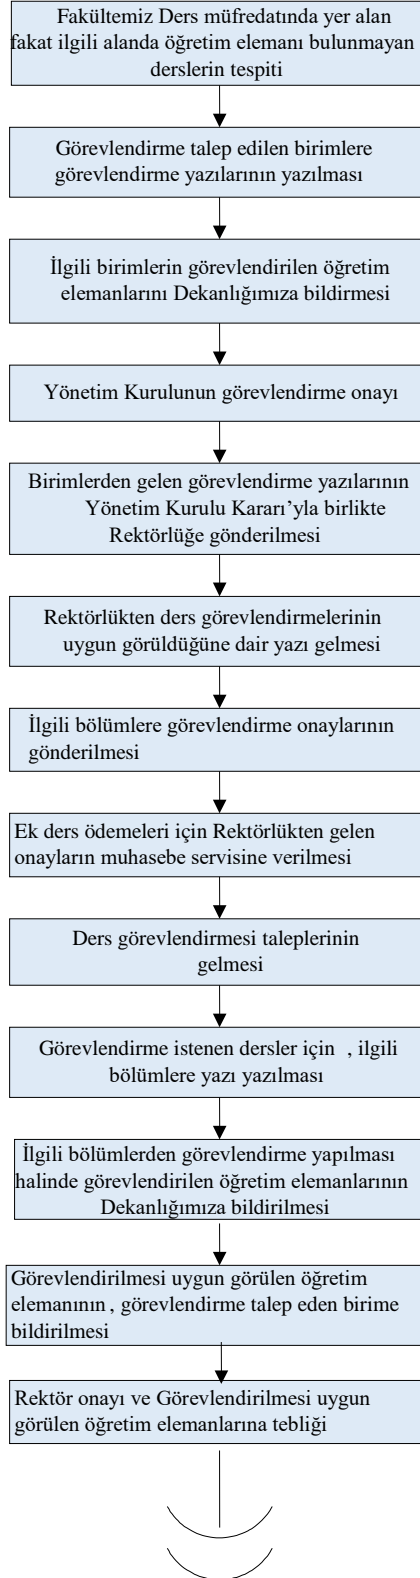 Fakültemiz Ders müfredatında yer alan
fakat ilgili alanda öğretim elemanı bulunmayan
derslerin tespiti
Görevlendirme talep edilen birimlere
görevlendirme yazılarının yazılması
İlgili birimlerin görevlendirilen öğretim
elemanlarını Dekanlığımıza bildirmesi
Yönetim Kurulunun görevlendirme onayı
Birimlerden gelen görevlendirme yazılarının
Yönetim Kurulu Kararı’yla birlikte
Rektörlüğe gönderilmesi
Rektörlükten ders görevlendirmelerinin
uygun görüldüğüne dair yazı gelmesi
İlgili bölümlere görevlendirme onaylarının
gönderilmesi
Ek ders ödemeleri için Rektörlükten gelen
onayların muhasebe servisine verilmesi
Ders görevlendirmesi taleplerinin
gelmesi
Görevlendirme istenen dersler için , ilgili
bölümlere yazı yazılması
İlgili bölümlerden görevlendirme yapılması
halinde görevlendirilen öğretim elemanlarının
Dekanlığımıza bildirilmesi
Görevlendirilmesi uygun görülen öğretim
elemanının , görevlendirme talep eden birime
bildirilmesi
Rektör onayı ve Görevlendirilmesi uygun
görülen öğretim elemanlarına tebliği